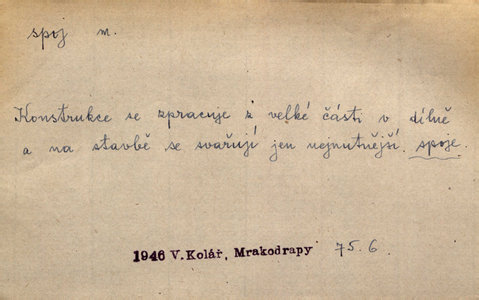 spoj m.
Konstrukce se zpracuje z velké části v dílně
a na stavbě se svařují jen nejnutnější spoje.
1946 V. Kolář, Mrakodrapy 75.6.